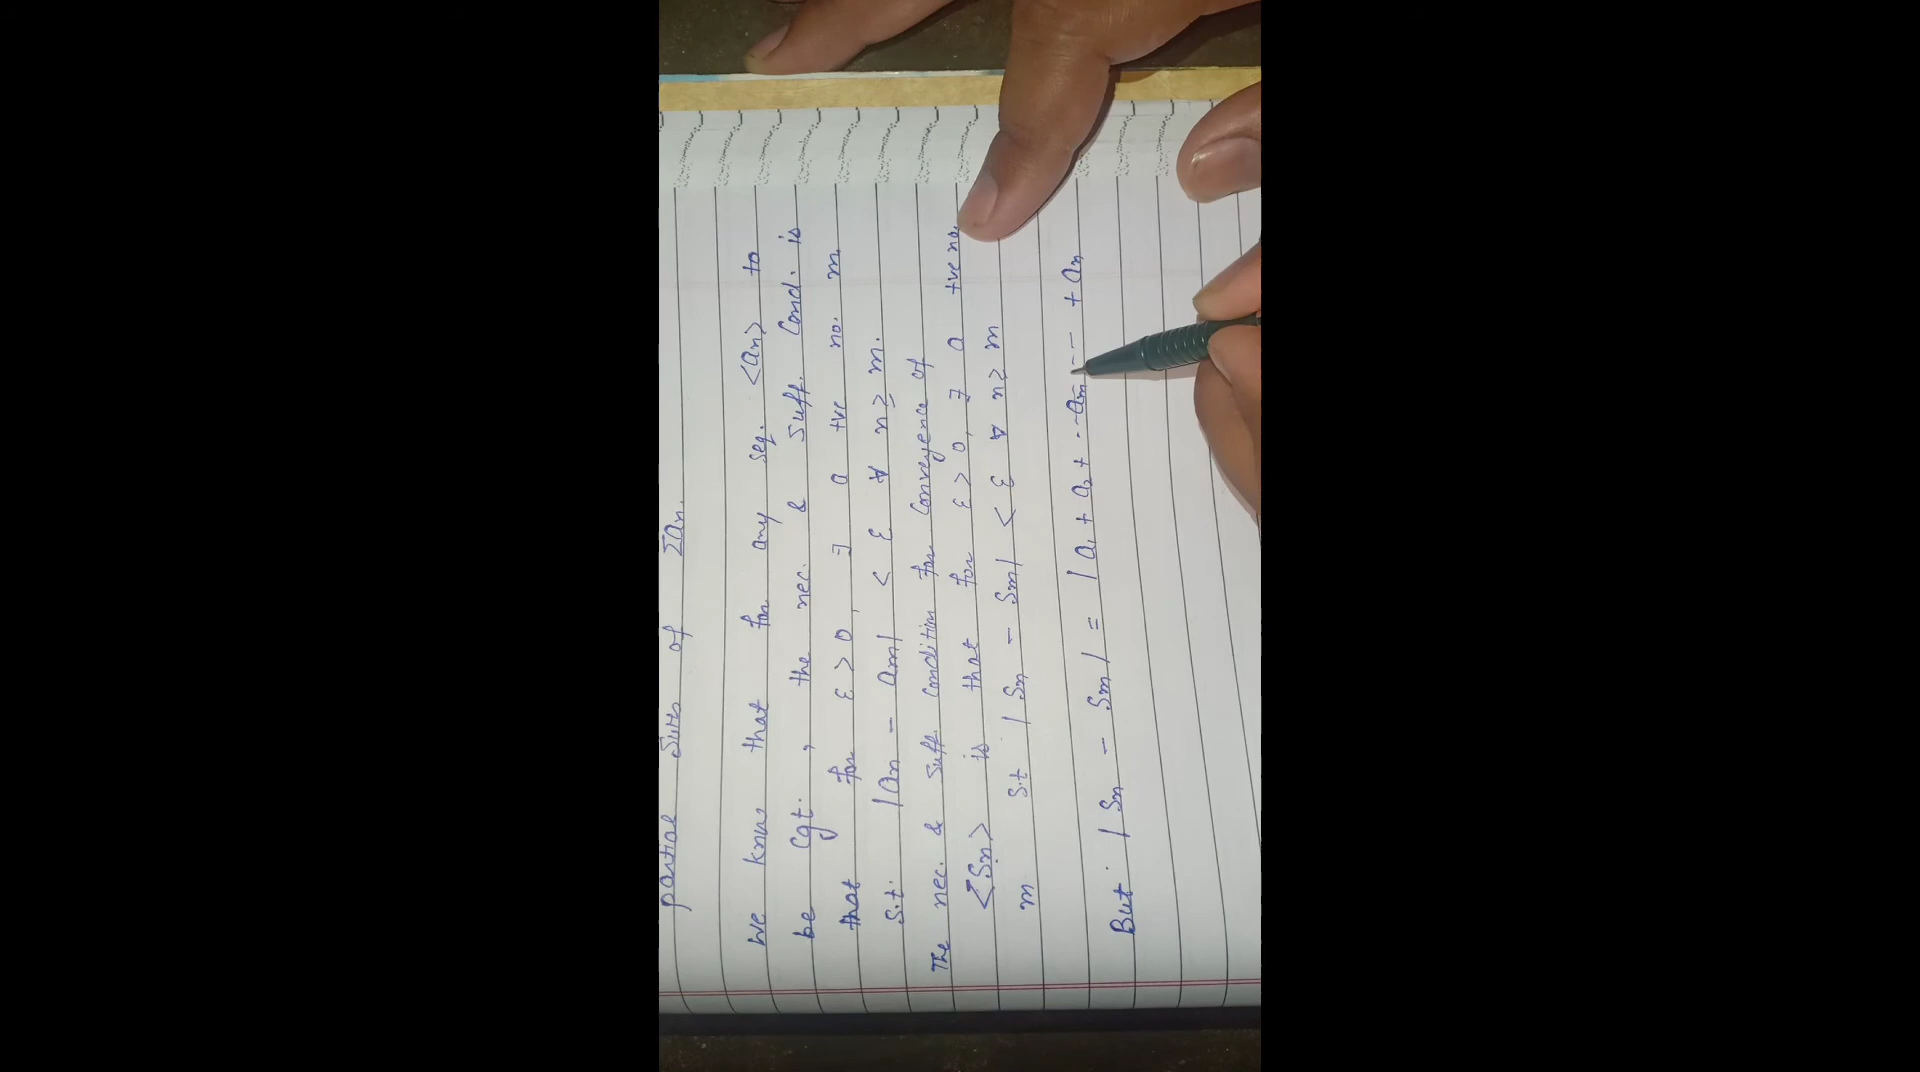 partial sums of Σan.
We know that for any seq. <an> to
be Cgt. , the nec. & Suff. Cond. is
that for ε > 0, ∃ a +ve no. m
s.t. |an - am| < ε ∀ n ≥ m.
The nec. & Suff. Condition for Convergence of
<Sn> is that for ε > 0, ∃ a +ve no.
m s.t |Sn - Sm| < ε ∀ n ≥ m
But |Sn - Sm| = |a1 + a2 + ---am --- + an